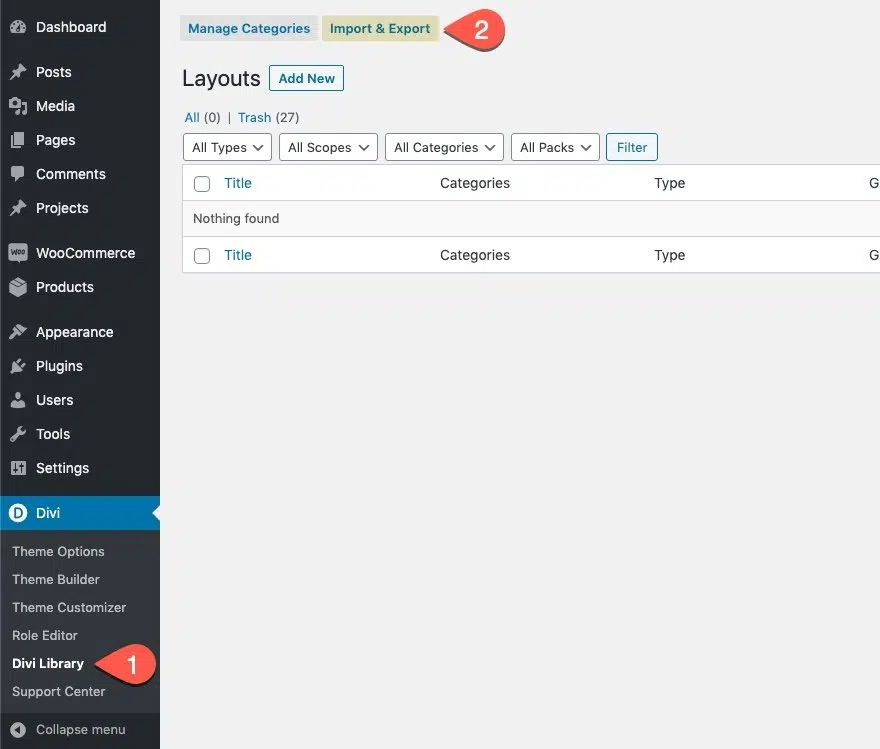 Dashboard
Posts
Media
Pages
Comments
Projects
WooCommerce
Products
Appearance
Plugins
Users
Tools
Settings
D Divi
Theme Options
Theme Builder
Theme Customizer
Role Editor
Divi Library 1
Support Center
Collapse menu
Manage Categories Import & Export 2
Layouts Add New
All (0) | Trash (27)
All Types All Scopes All Categories All Packs Filter
Title Categories Type G
Nothing found
Title Categories Type G